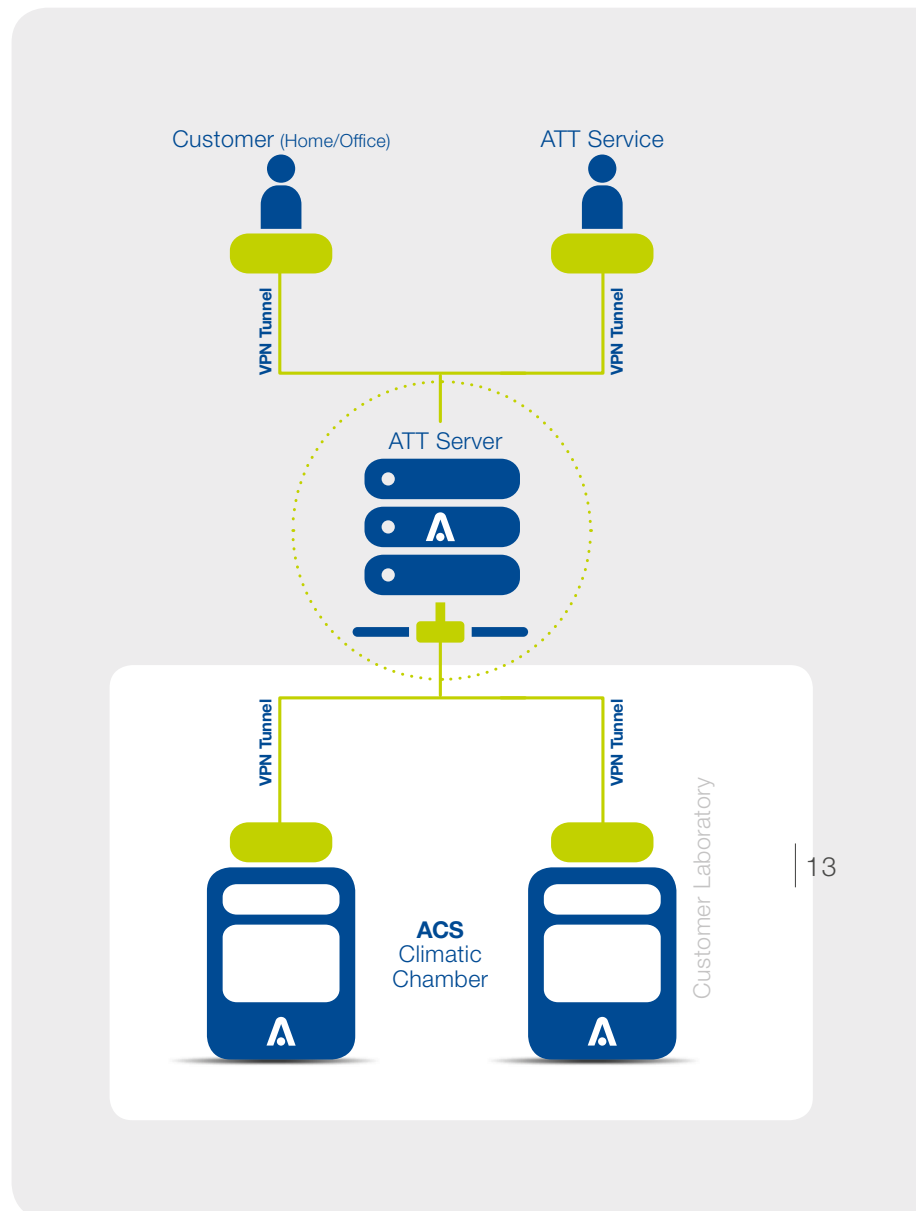 Customer (Home/Office)
ATT Service
VPN Tunnel
VPN Tunnel
ATT Server
VPN Tunnel
VPN Tunnel
Customer Laboratory
13
ACS
Climatic
Chamber